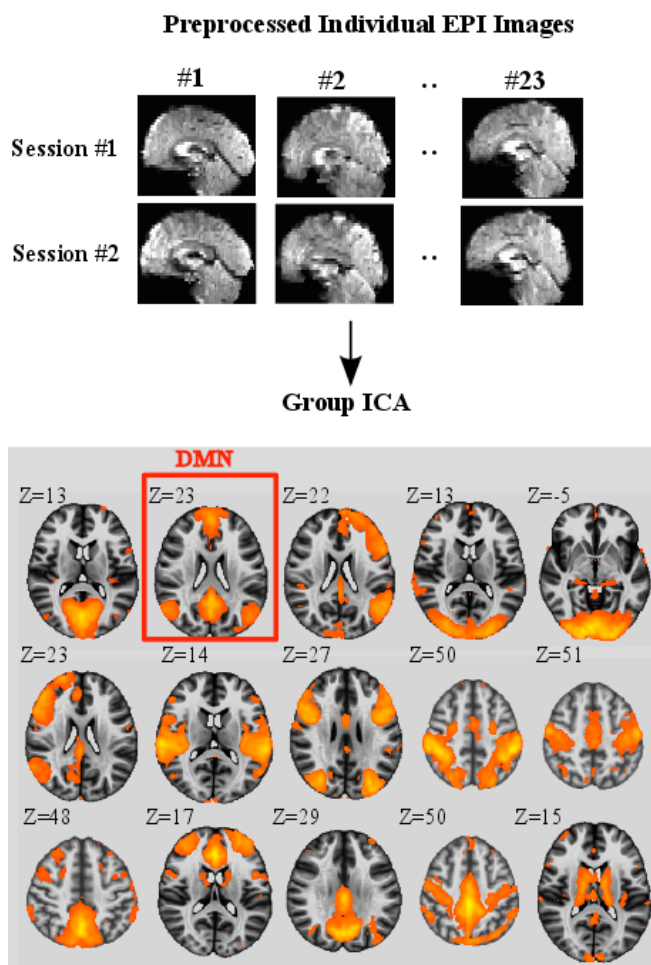 Preprocessed Individual EPI Images
#1 #2 .. #23
Session #1 ..
Session #2 ..
Group ICA
DMN
Z=13 Z=23 Z=22 Z=13 Z=-5
Z=23 Z=14 Z=27 Z=50 Z=51
Z=48 Z=17 Z=29 Z=50 Z=15